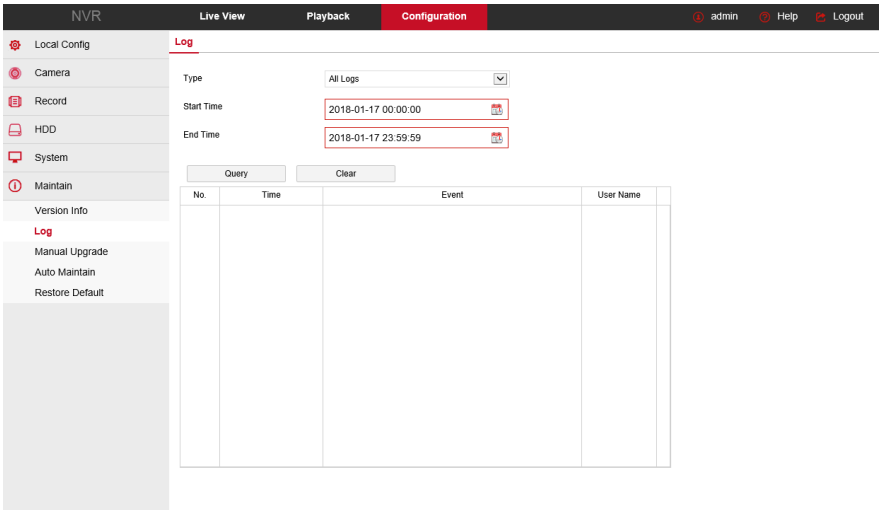 NVR Live View Playback Configuration admin Help Logout
Local Config
Camera
Record
HDD
System
Maintain
Version Info
Log
Manual Upgrade
Auto Maintain
Restore Default
Log
Type All Logs
Start Time 2018-01-17 00:00:00
End Time 2018-01-17 23:59:59
Query Clear
No. Time Event User Name